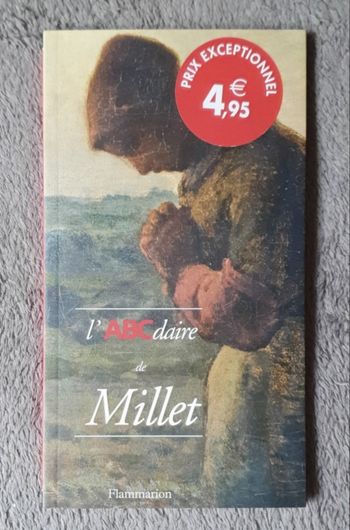 PRIX EXCEPTIONNEL
4,95 €
l'ABCdaire
de
Millet
Flammarion